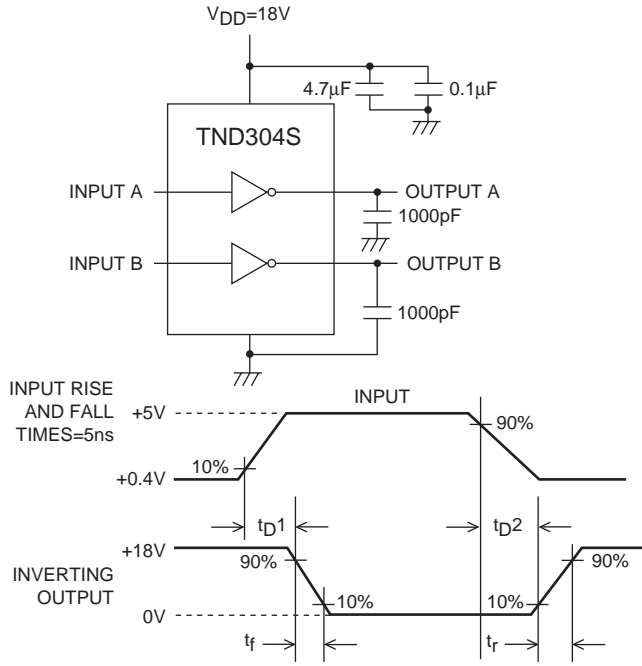 VDD=18V
4.7μF
0.1μF
TND304S
INPUT A
OUTPUT A
1000pF
INPUT B
OUTPUT B
1000pF
INPUT RISE
AND FALL
TIMES=5ns
+5V
INPUT
90%
10%
+0.4V
tD1
tD2
+18V
90%
90%
INVERTING
OUTPUT
10%
10%
0V
tf
tr